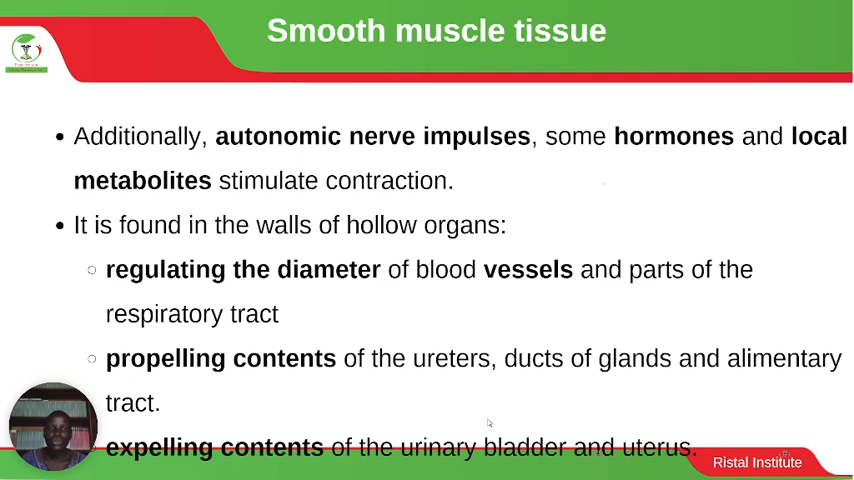 Smooth muscle tissue
Additionally, autonomic nerve impulses, some hormones and local
metabolites stimulate contraction.
It is found in the walls of hollow organs:
regulating the diameter of blood vessels and parts of the
respiratory tract
propelling contents of the ureters, ducts of glands and alimentary
tract.
expelling contents of the urinary bladder and uterus.
Ristal Institute